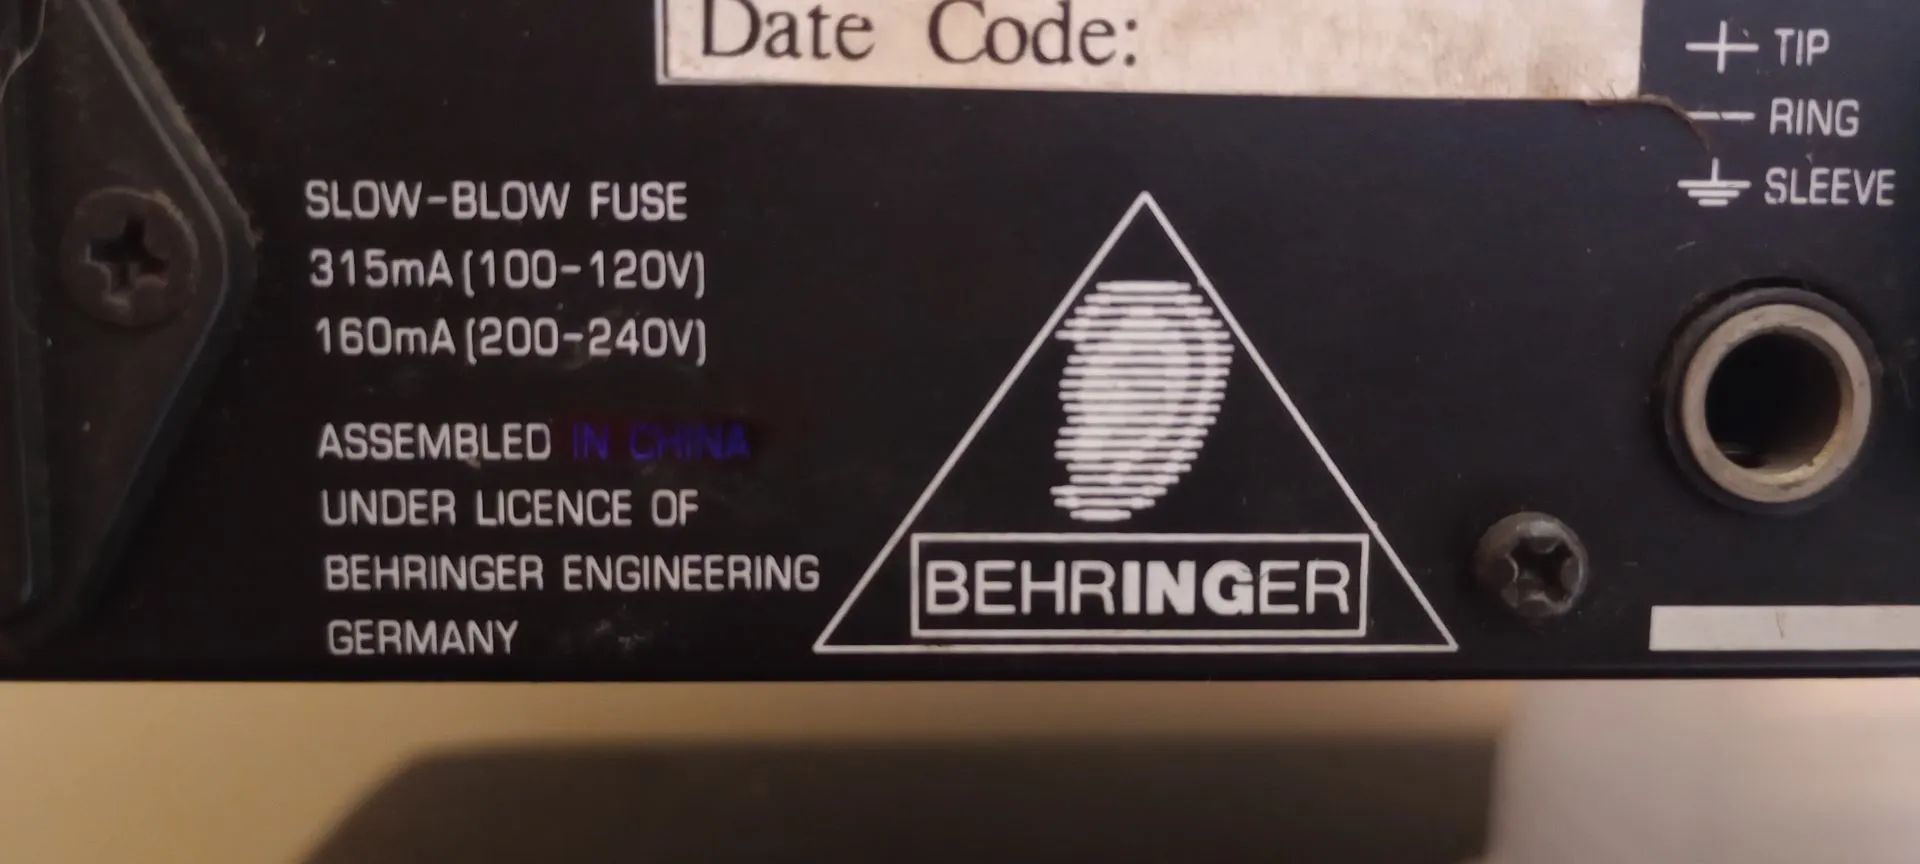 Date Code:
+ TIP
— RING
⏚ SLEEVE
SLOW-BLOW FUSE
315mA (100-120V)
160mA (200-240V)
ASSEMBLED IN CHINA
UNDER LICENCE OF
BEHRINGER ENGINEERING
GERMANY
BEHRINGER